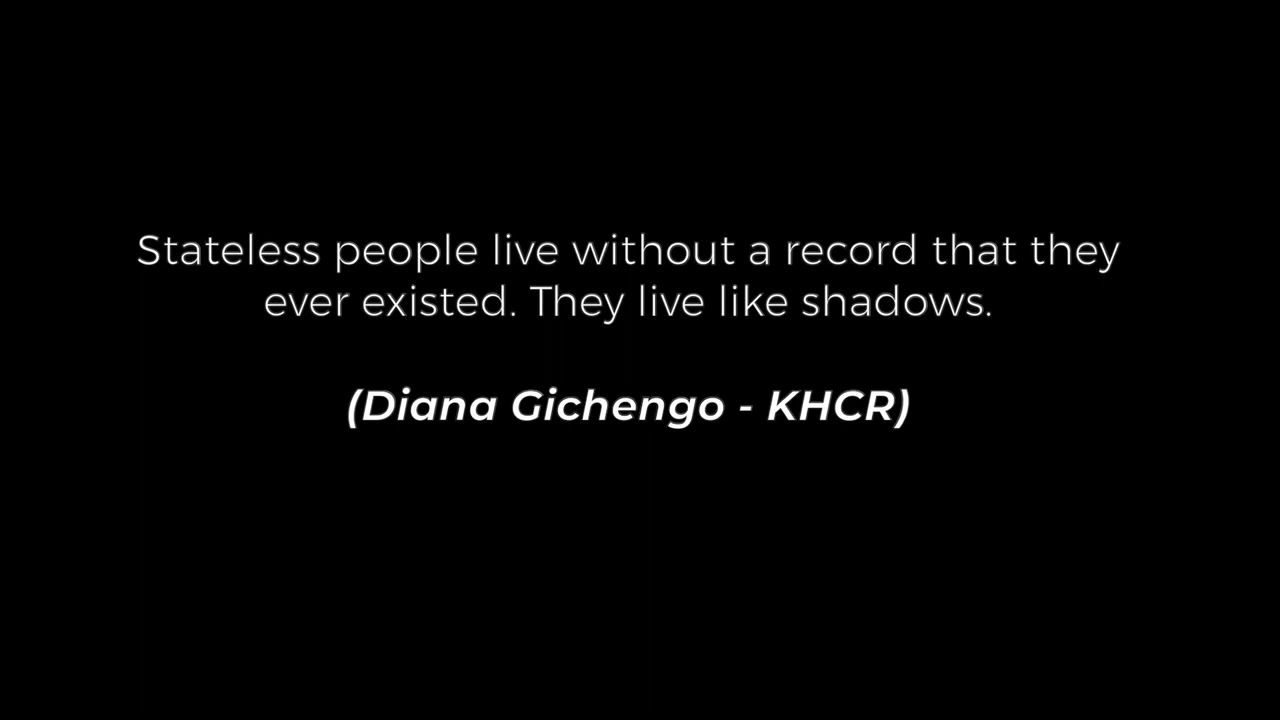 Stateless people live without a record that they
ever existed. They live like shadows.
(Diana Gichengo - KHCR)